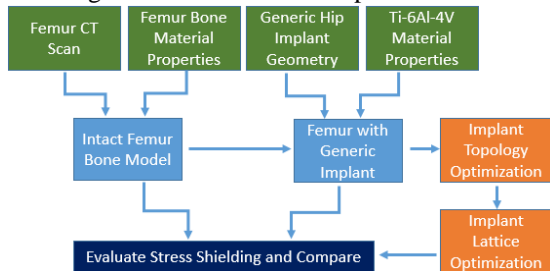 Femur CT
Scan
Femur Bone
Material
Properties
Generic Hip
Implant
Geometry
Ti-6Al-4V
Material
Properties
Intact Femur
Bone Model
Femur with
Generic
Implant
Implant
Topology
Optimization
Implant
Lattice
Optimization
Evaluate Stress Shielding and Compare